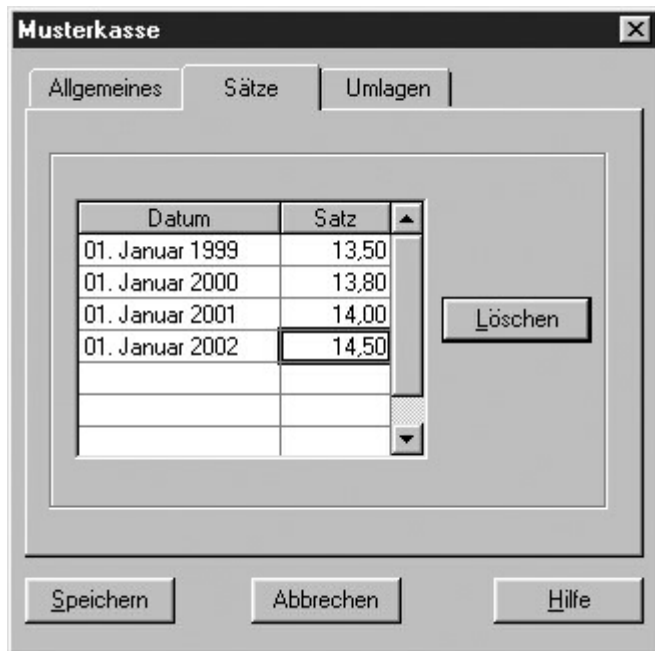 Musterkasse
Allgemeines Sätze Umlagen
Datum Satz
01. Januar 1999 13,50
01. Januar 2000 13,80
01. Januar 2001 14,00
Löschen
01. Januar 2002 14,50
Speichern Abbrechen Hilfe